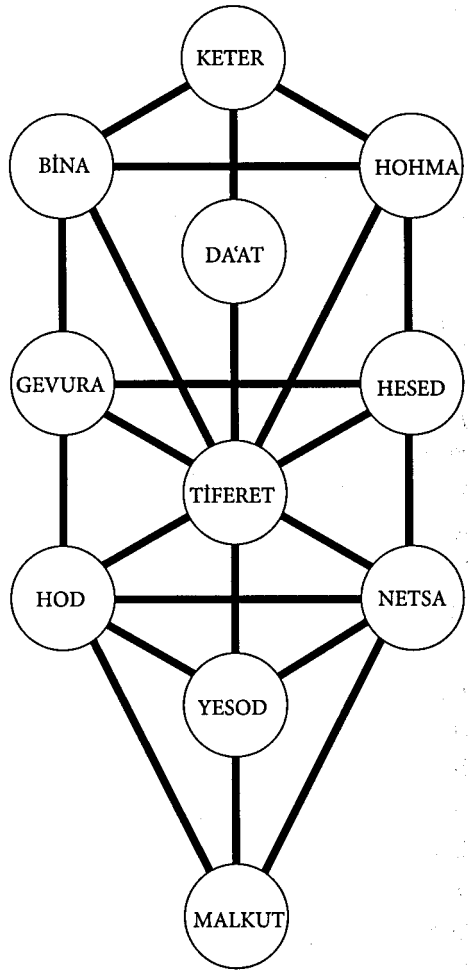 KETER
BİNA
HOHMA
DA‘AT
GEVURA
HESED
TİFERET
HOD
NETSA
YESOD
MALKUT